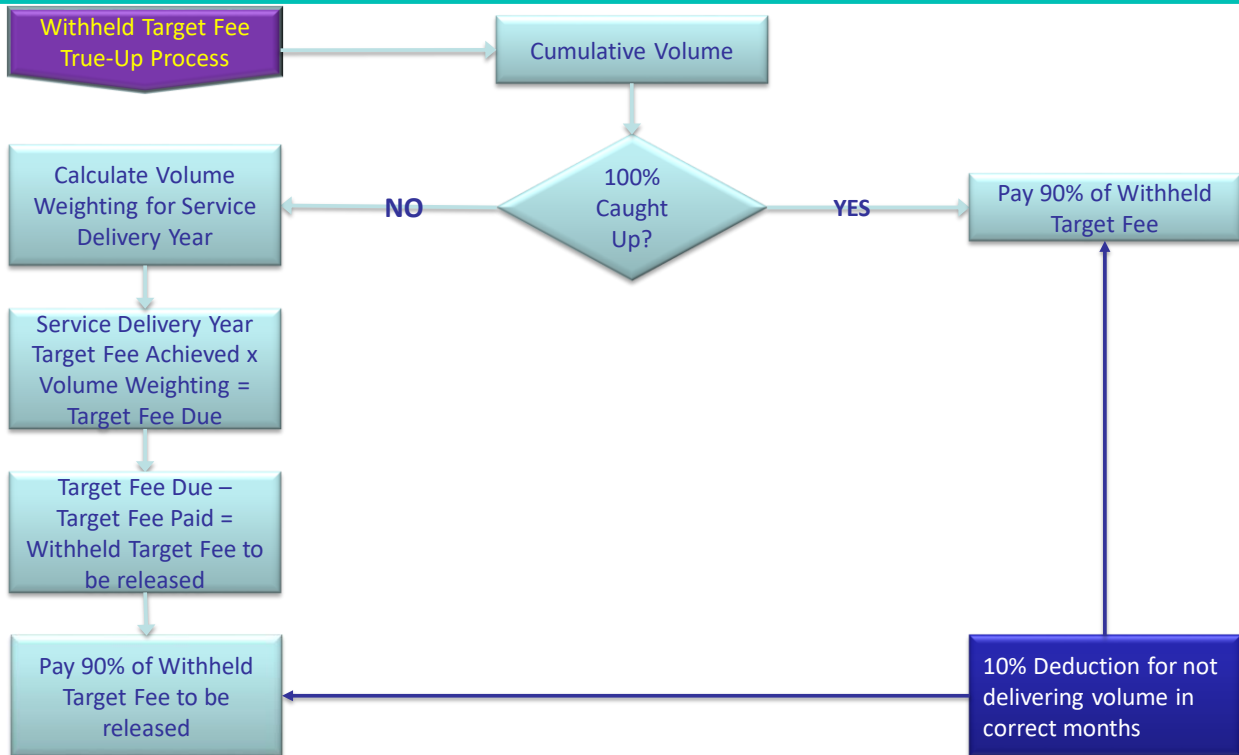 Withheld Target Fee
True-Up Process
Cumulative Volume
100%
Caught
Up?
NO
YES
Calculate Volume
Weighting for Service
Delivery Year
Pay 90% of Withheld
Target Fee
Service Delivery Year
Target Fee Achieved x
Volume Weighting =
Target Fee Due
Target Fee Due –
Target Fee Paid =
Withheld Target Fee to
be released
Pay 90% of Withheld
Target Fee to be
released
10% Deduction for not
delivering volume in
correct months